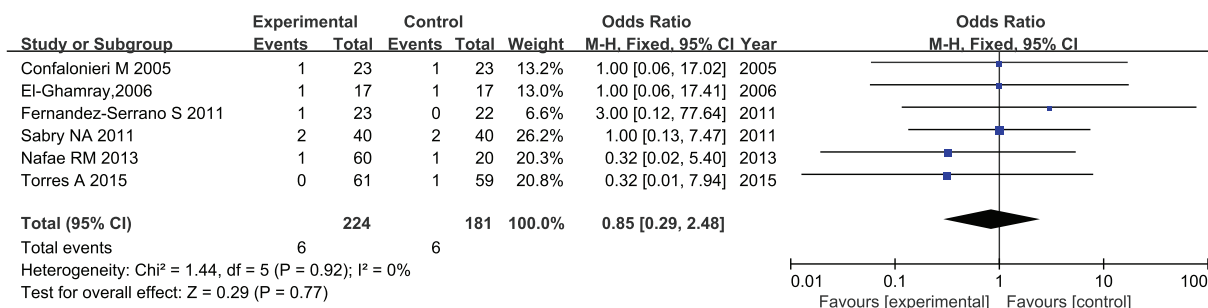 Experimental Control Odds Ratio Odds Ratio
Study or Subgroup Events Total Events Total Weight M-H, Fixed, 95% CI Year M-H, Fixed, 95% CI
Confalonieri M 2005 1 23 1 23 13.2% 1.00 [0.06, 17.02] 2005
El-Ghamray,2006 1 17 1 17 13.0% 1.00 [0.06, 17.41] 2006
Fernandez-Serrano S 2011 1 23 0 22 6.6% 3.00 [0.12, 77.64] 2011
Sabry NA 2011 2 40 2 40 26.2% 1.00 [0.13, 7.47] 2011
Nafae RM 2013 1 60 1 20 20.3% 0.32 [0.02, 5.40] 2013
Torres A 2015 0 61 1 59 20.8% 0.32 [0.01, 7.94] 2015
Total (95% CI) 224 181 100.0% 0.85 [0.29, 2.48]
Total events 6 6
Heterogeneity: Chi² = 1.44, df = 5 (P = 0.92); I² = 0%
Test for overall effect: Z = 0.29 (P = 0.77)
0.01 0.1 1 10 100
Favours [experimental] Favours [control]